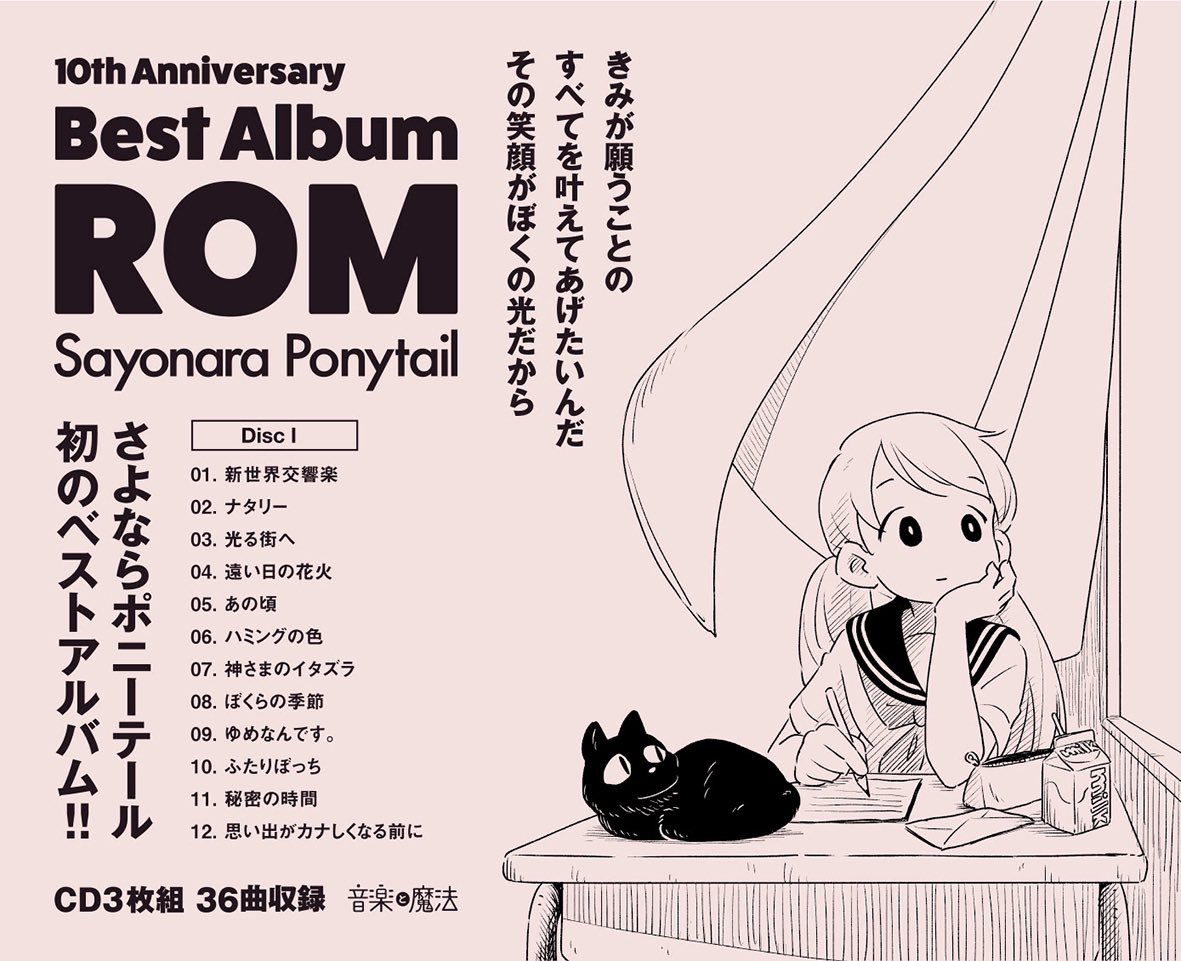 10th Anniversary
Best Album
ROM
Sayonara Ponytail
きみが願うことの
すべてを叶えてあげたいんだ
その笑顔がぼくの光だから
さよならポニーテール
初のベストアルバム!!
Disc I
01. 新世界交響楽
02. ナタリー
03. 光る街へ
04. 遠い日の花火
05. あの頃
06. ハミングの色
07. 神さまのイタズラ
08. ぼくらの季節
09. ゆめなんです。
10. ふたりぼっち
11. 秘密の時間
12. 思い出がカナしくなる前に
CD3枚組 36曲収録 音楽と魔法
milk
milk